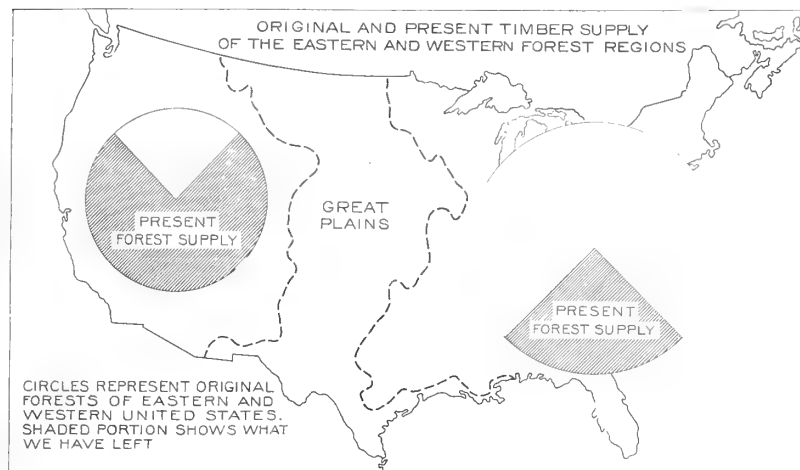 ORIGINAL AND PRESENT TIMBER SUPPLY
OF THE EASTERN AND WESTERN FOREST REGIONS
PRESENT
FOREST SUPPLY
GREAT
PLAINS
PRESENT
FOREST SUPPLY
CIRCLES REPRESENT ORIGINAL
FORESTS OF EASTERN AND
WESTERN UNITED STATES.
SHADED PORTION SHOWS WHAT
WE HAVE LEFT